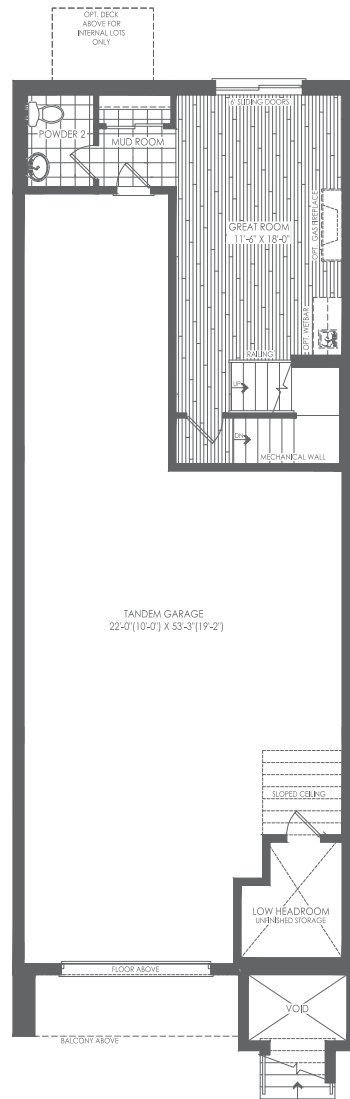 OPT. DECK
ABOVE FOR
INTERNAL LOTS
ONLY
6' SLIDING DOORS
POWDER 2
MUD ROOM
GREAT ROOM
11'-6" X 18'-0"
OPT. GAS FIREPLACE
OPT. WETBAR
RAILING
UP
DN
MECHANICAL WALL
TANDEM GARAGE
22'-0"(10'-0") X 53'-3"(19'-2")
SLOPED CEILING
LOW HEADROOM
UNFINISHED STORAGE
FLOOR ABOVE
VOID
BALCONY ABOVE